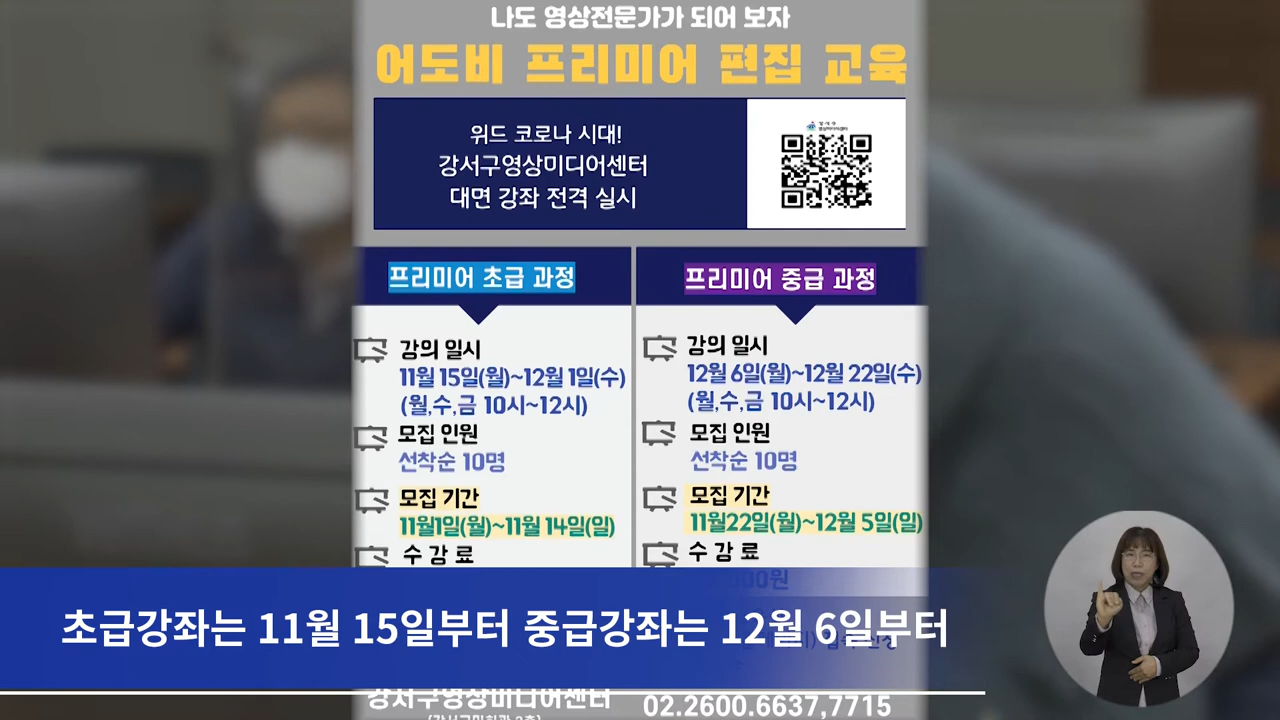 나도 영상전문가가 되어 보자
어도비 프리미어 편집 교육
위드 코로나 시대!
강서구영상미디어센터
대면 강좌 전격 실시
프리미어 초급 과정
강의 일시
11월 15일(월)~12월 1일(수)
(월,수,금 10시~12시)
모집 인원
선착순 10명
모집 기간
11월1일(월)~11월 14일(일)
수 강 료
프리미어 중급 과정
강의 일시
12월 6일(월)~12월 22일(수)
(월,수,금 10시~12시)
모집 인원
선착순 10명
모집 기간
11월22일(월)~12월 5일(일)
수 강 료
초급강좌는 11월 15일부터 중급강좌는 12월 6일부터
강서구영상미디어센터
02.2600.6637,7715